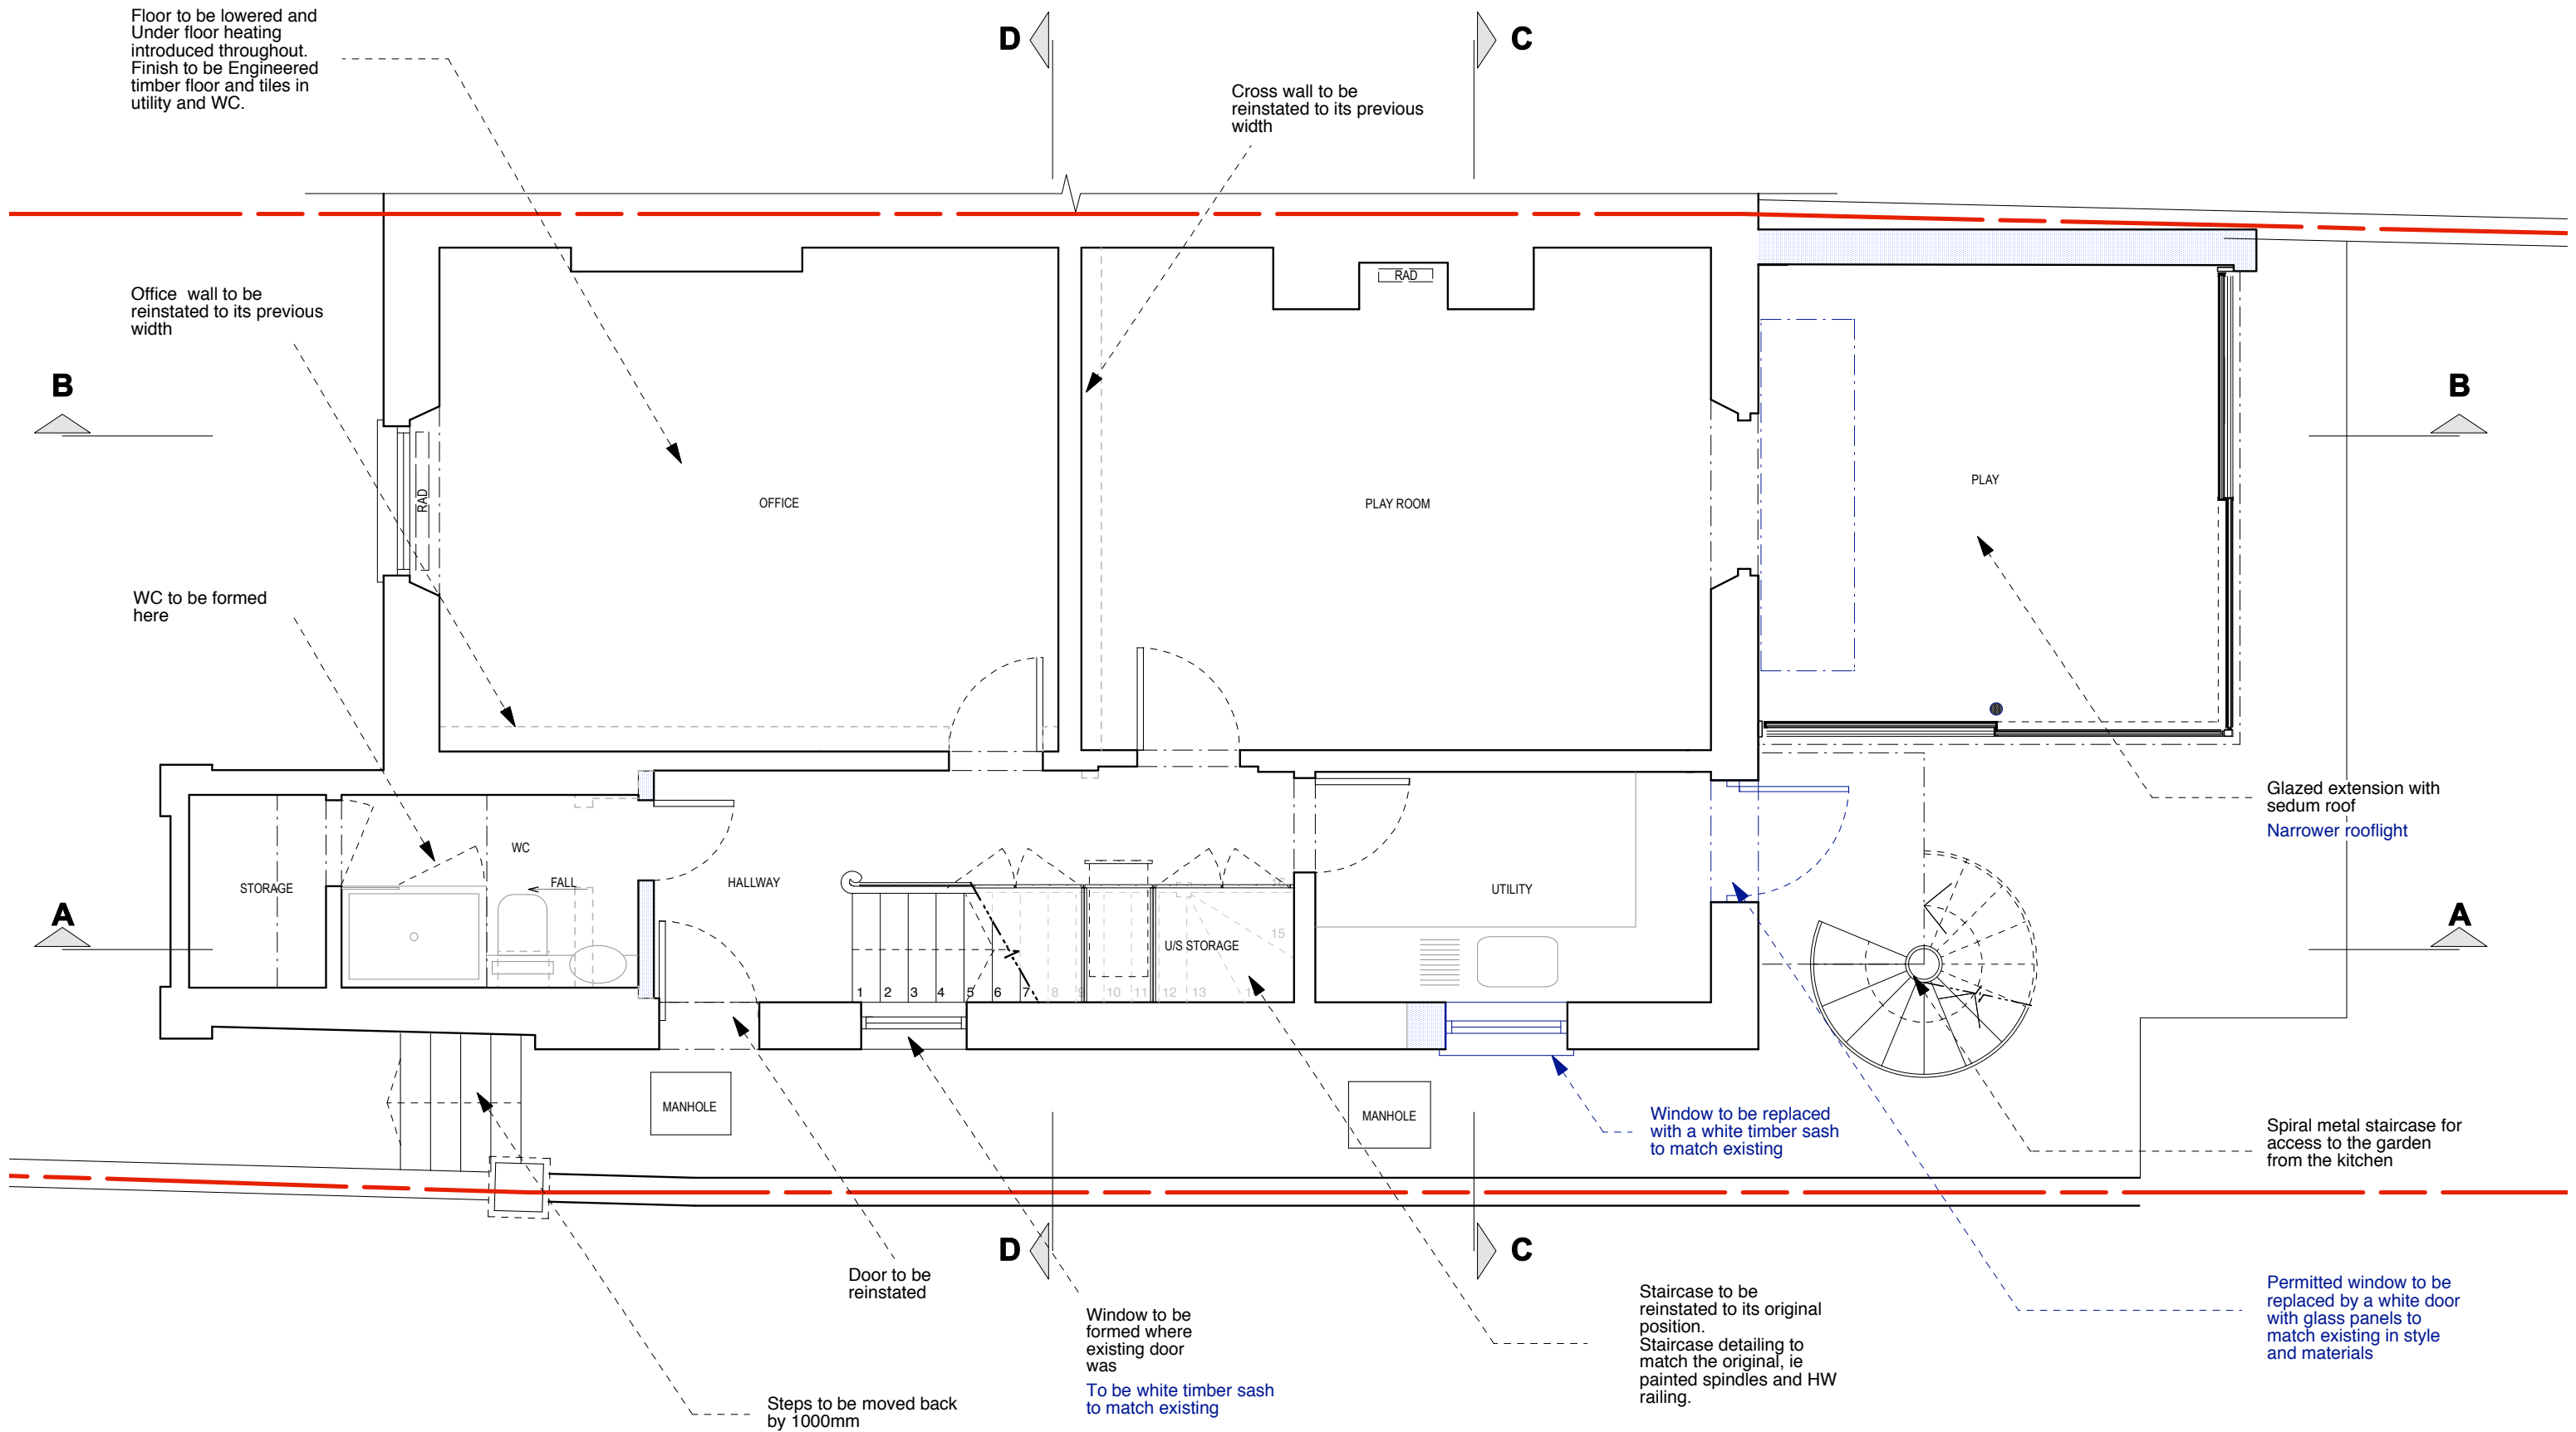 Floor to be lowered and
Under floor heating
introduced throughout.
Finish to be Engineered
timber floor and tiles in
utility and WC.
D
C
Cross wall to be
reinstated to its previous
width
Office wall to be
reinstated to its previous
width
RAD
B
B
RAD
OFFICE
PLAY ROOM
PLAY
WC to be formed
here
Glazed extension with
sedum roof
Narrower rooflight
WC
STORAGE
FALL
HALLWAY
UTILITY
U/S STORAGE
A
A
1 2 3 4 5 6 7 8 9 10 11 12 13
15
16
MANHOLE
MANHOLE
Window to be replaced
with a white timber sash
to match existing
Spiral metal staircase for
access to the garden
from the kitchen
D
C
Door to be
reinstated
Window to be
formed where
existing door
was
To be white timber sash
to match existing
Staircase to be
reinstated to its original
position.
Staircase detailing to
match the original, ie
painted spindles and HW
railing.
Permitted window to be
replaced by a white door
with glass panels to
match existing in style
and materials
Steps to be moved back
by 1000mm